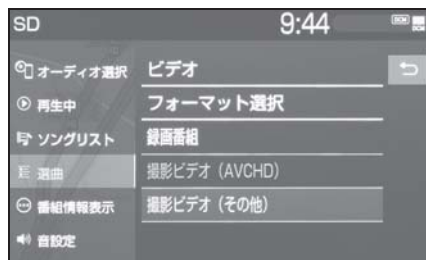 SD
9:44
オーディオ選択
再生中
ソングリスト
選曲
番組情報表示
音設定
ビデオ
フォーマット選択
録画番組
撮影ビデオ (AVCHD)
撮影ビデオ (その他)